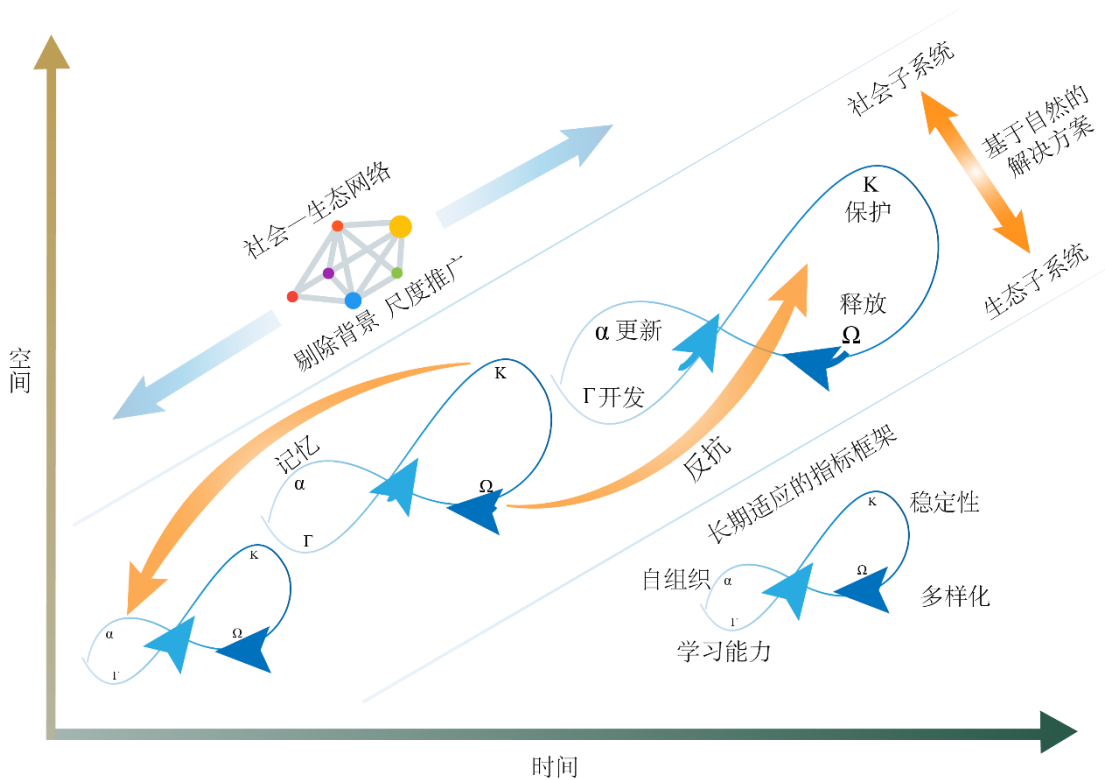 社会子系统
基于自然的
解决方案
生态子系统
社会—生态网络
剔除背景 尺度推广
空
间
K
保护
释放
Ω
α 更新
Γ 开发
记忆
K
α
Γ
Ω
反抗
K
α
Γ
Ω
长期适应的指标框架
K
稳定性
自组织
α
Ω
多样化
Γ
学习能力
时间